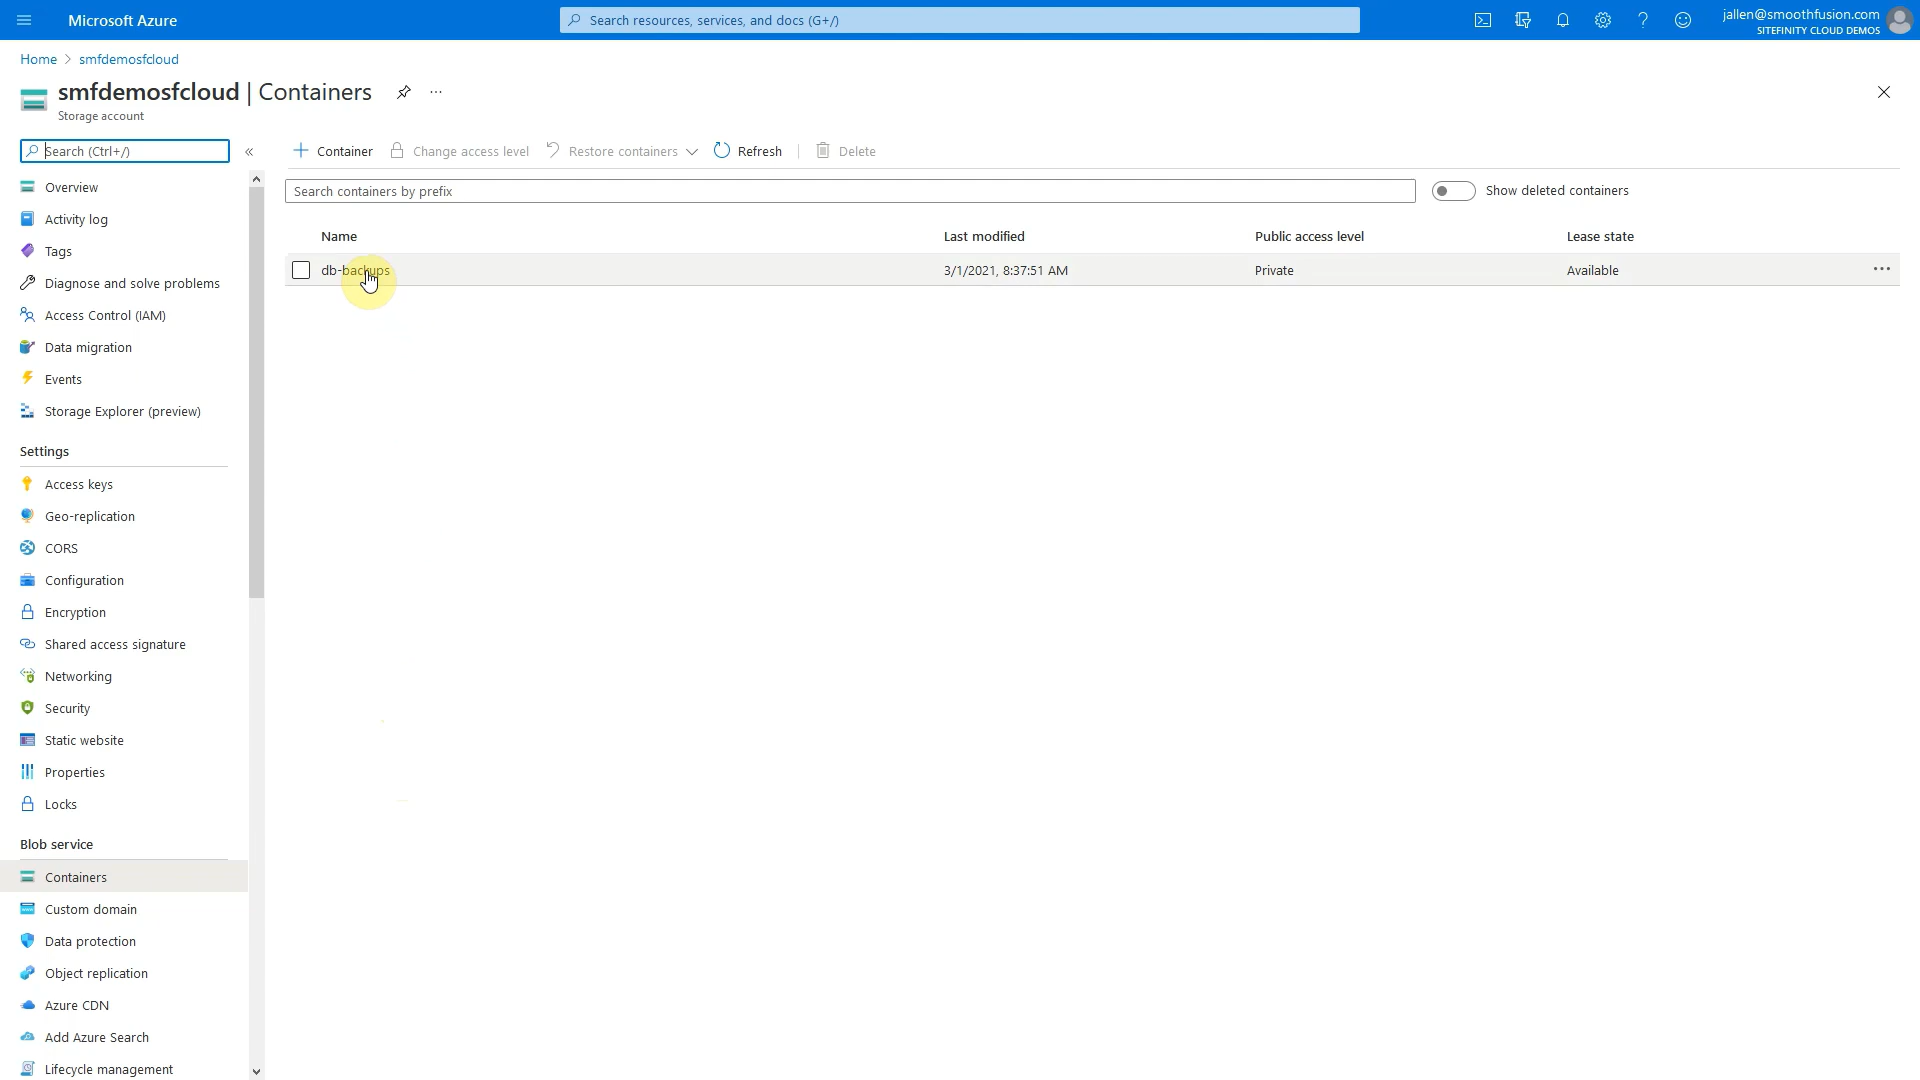 Microsoft Azure
Search resources, services, and docs (G+/)
jallen@smoothfusion.com
SITEFINITY CLOUD DEMOS
Home > smfdemosfcloud
smfdemosfcloud | Containers
Storage account
Search (Ctrl+/)
Container
Change access level
Restore containers
Refresh
Delete
Search containers by prefix
Show deleted containers
Name Last modified Public access level Lease state
db-backups 3/1/2021, 8:37:51 AM Private Available
Overview
Activity log
Tags
Diagnose and solve problems
Access Control (IAM)
Data migration
Events
Storage Explorer (preview)
Settings
Access keys
Geo-replication
CORS
Configuration
Encryption
Shared access signature
Networking
Security
Static website
Properties
Locks
Blob service
Containers
Custom domain
Data protection
Object replication
Azure CDN
Add Azure Search
Lifecycle management